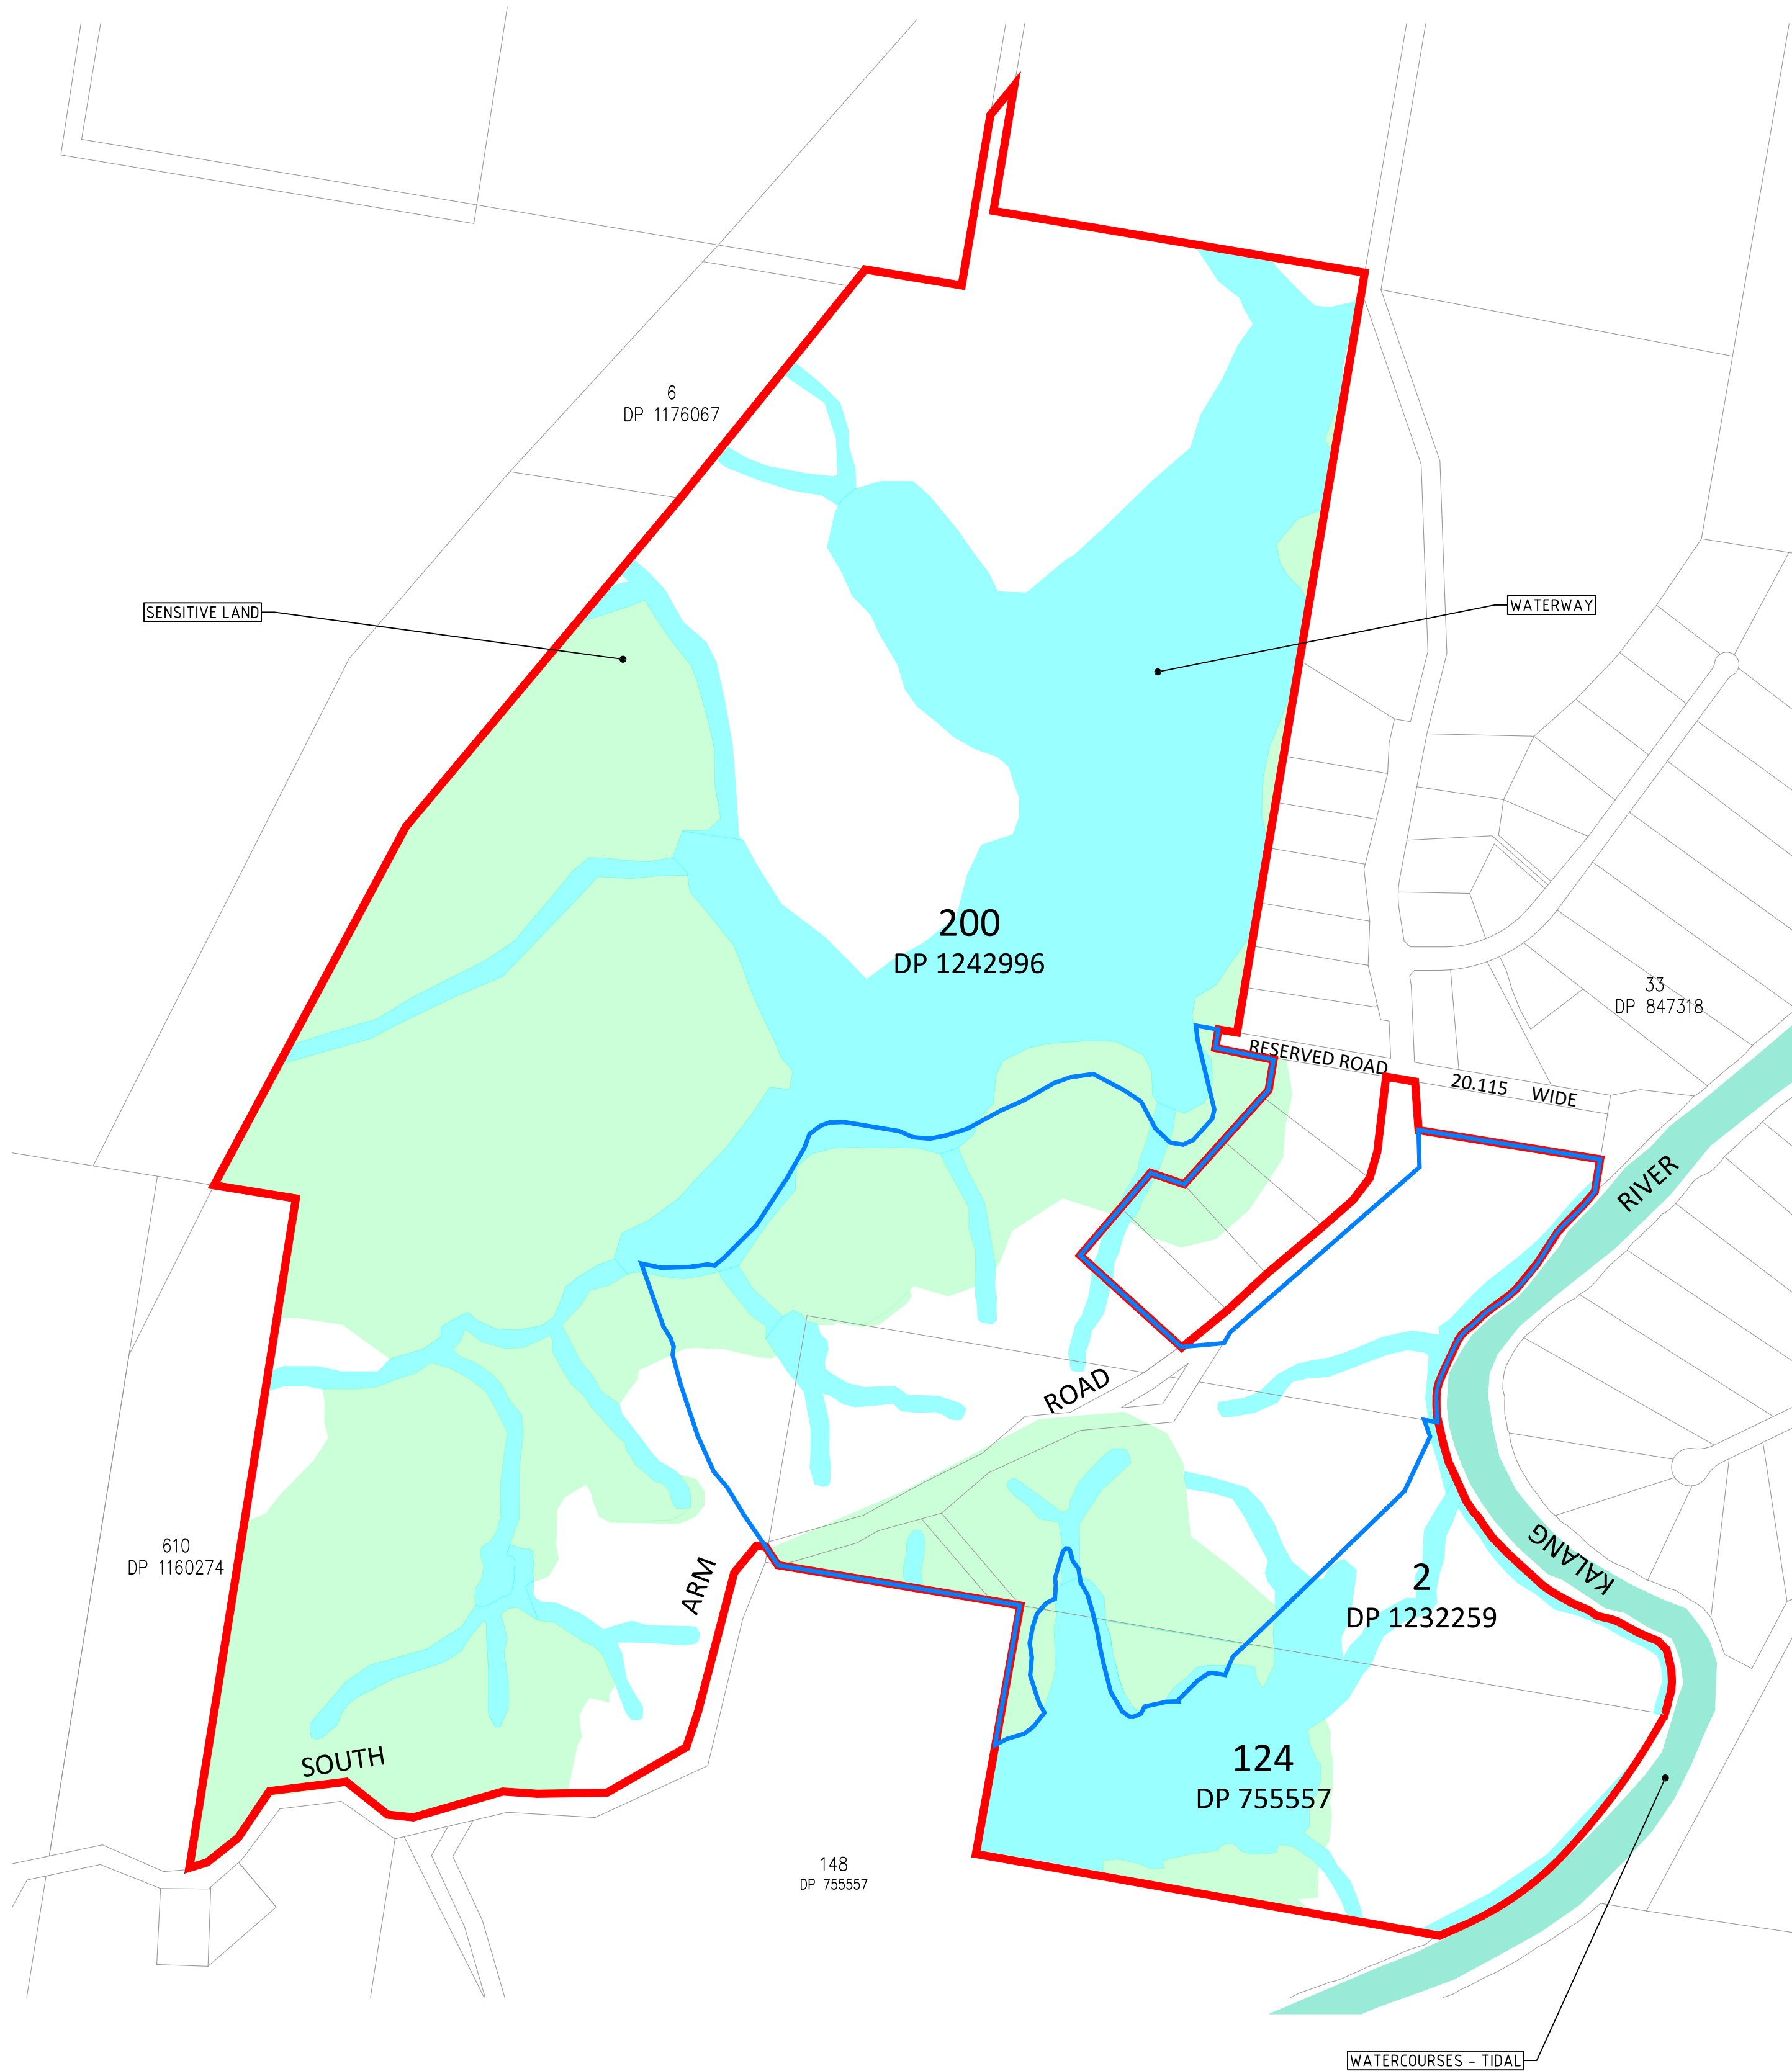 6
DP 1176067
SENSITIVE LAND
WATERWAY
200
DP 1242996
33
DP 847318
RESERVED ROAD
20.115 WIDE
RIVER
ROAD
KALANG
610
DP 1160274
ARM
2
DP 1232259
SOUTH
124
DP 755557
148
DP 755557
WATERCOURSES - TIDAL